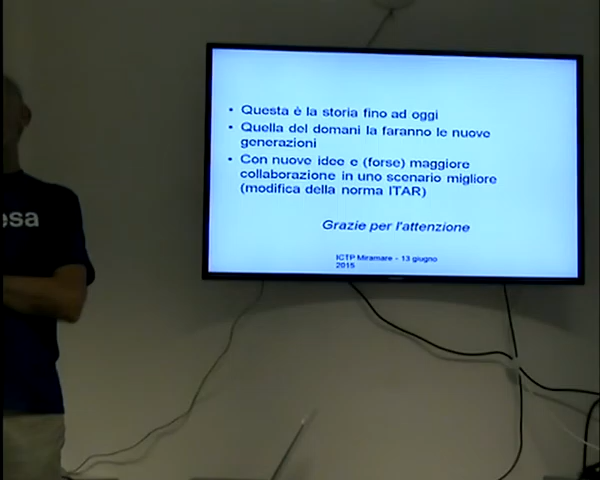 • Questa è la storia fino ad oggi
• Quella del domani la faranno le nuove
generazioni
• Con nuove idee e (forse) maggiore
collaborazione in uno scenario migliore
(modifica della norma ITAR)
Grazie per l'attenzione
ICTP Miramare - 13 giugno
2015
esa